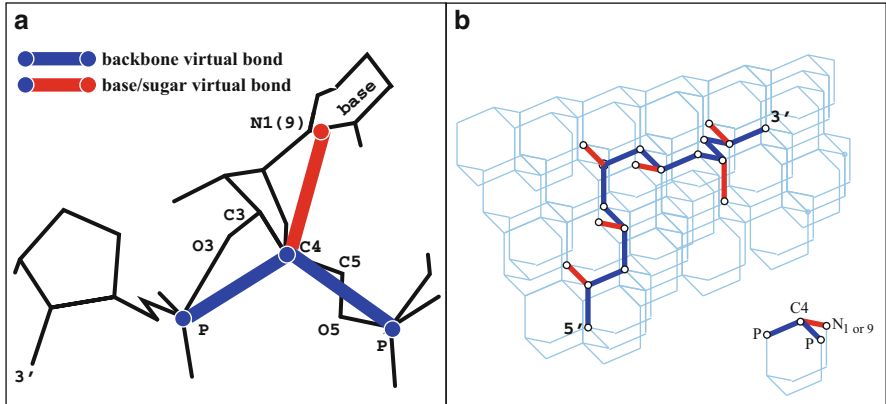 a
backbone virtual bond
base/sugar virtual bond
base
N1(9)
C3
O3
C4
C5
O5
P
P
3′
b
3′
5′
C4
P
N1 or 9
P